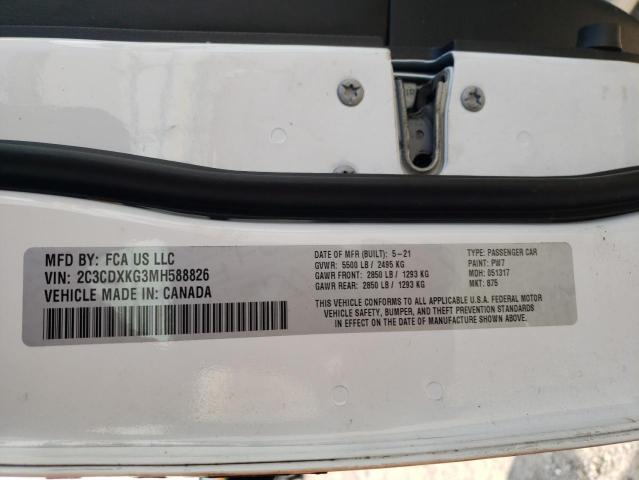 MFD BY: FCA US LLC
VIN: 2C3CDXKG3MH588826
VEHICLE MADE IN: CANADA
DATE OF MFR (BUILT): 5-21
GVWR: 5500 LB / 2495 KG
GAWR FRONT: 2850 LB / 1293 KG
GAWR REAR: 2850 LB / 1293 KG
TYPE: PASSENGER CAR
PAINT: PW7
MDH: 051317
MKT: 875
THIS VEHICLE CONFORMS TO ALL APPLICABLE U.S.A. FEDERAL MOTOR
VEHICLE SAFETY, BUMPER, AND THEFT PREVENTION STANDARDS
IN EFFECT ON THE DATE OF MANUFACTURE SHOWN ABOVE.